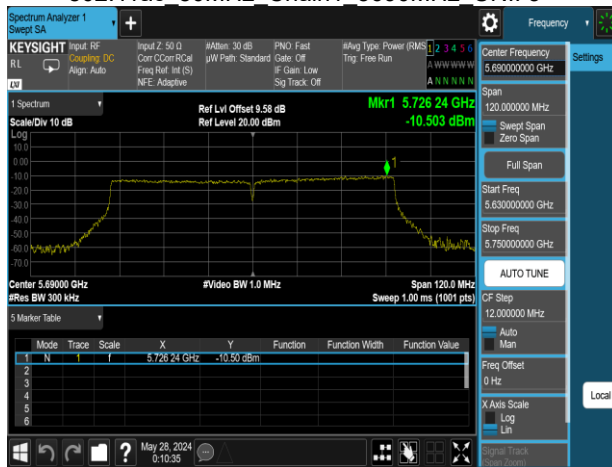 Spectrum Analyzer 1
Swept SA
+
Frequency
KEYSIGHT
RL
LXI
Input: RF
Coupling: DC
Align: Auto
Input Z: 50 Ω
Corr CCorr RCal
Freq Ref: Int (S)
NFE: Adaptive
#Atten: 30 dB
µW Path: Standard
PNO: Fast
Gate: Off
IF Gain: Low
Sig Track: Off
#Avg Type: Power (RMS)
Trig: Free Run
1 2 3 4 5 6
A W W W W W
A N N N N N
Center Frequency
5.690000000 GHz
Settings
Span
120.000000 MHz
Swept Span
Zero Span
Full Span
Start Freq
5.630000000 GHz
Stop Freq
5.750000000 GHz
AUTO TUNE
CF Step
12.000000 MHz
Auto
Man
Freq Offset
0 Hz
X Axis Scale
Log
Lin
Signal Track
(Span Zoom)
Local
1 Spectrum
Scale/Div 10 dB
Ref Lvl Offset 9.58 dB
Ref Level 20.00 dBm
Mkr1 5.726 24 GHz
-10.503 dBm
Log
10.0
0.00
-10.0
-20.0
-30.0
-40.0
-50.0
-60.0
-70.0
1
Center 5.69000 GHz
#Res BW 300 kHz
#Video BW 1.0 MHz
Span 120.0 MHz
Sweep 1.00 ms (1001 pts)
5 Marker Table
Mode Trace Scale X Y Function Function Width Function Value
1 N 1 f 5.726 24 GHz -10.50 dBm
2
3
4
5
6
?
May 28, 2024
0:10:35